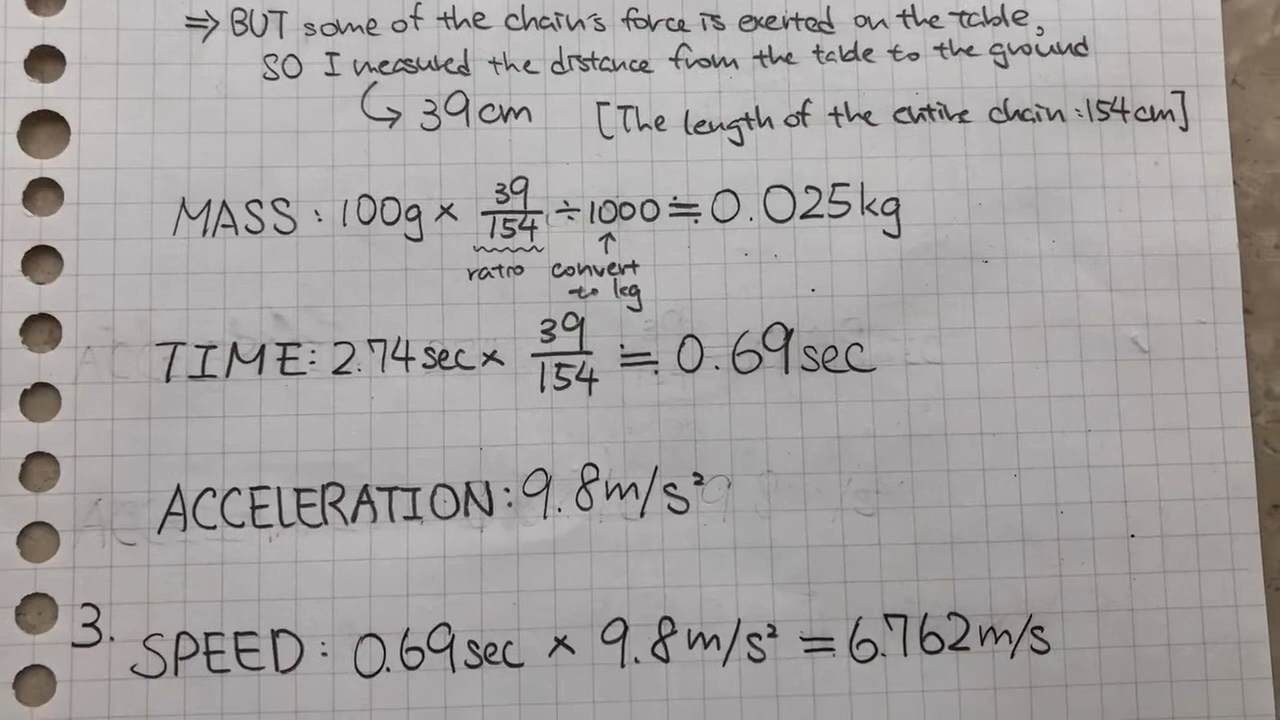 ⇒ BUT some of the chain's force is exerted on the table,
SO I measured the distance from the table to the ground
↳ 39cm [The length of the entire chain:154cm]
MASS: 100g × 39/154 ÷1000≒0.025kg
ratio ↑ convert to kg
TIME: 2.74sec× 39/154 ≒ 0.69sec
ACCELERATION: 9.8m/s²
3. SPEED: 0.69sec × 9.8m/s² = 6.762m/s